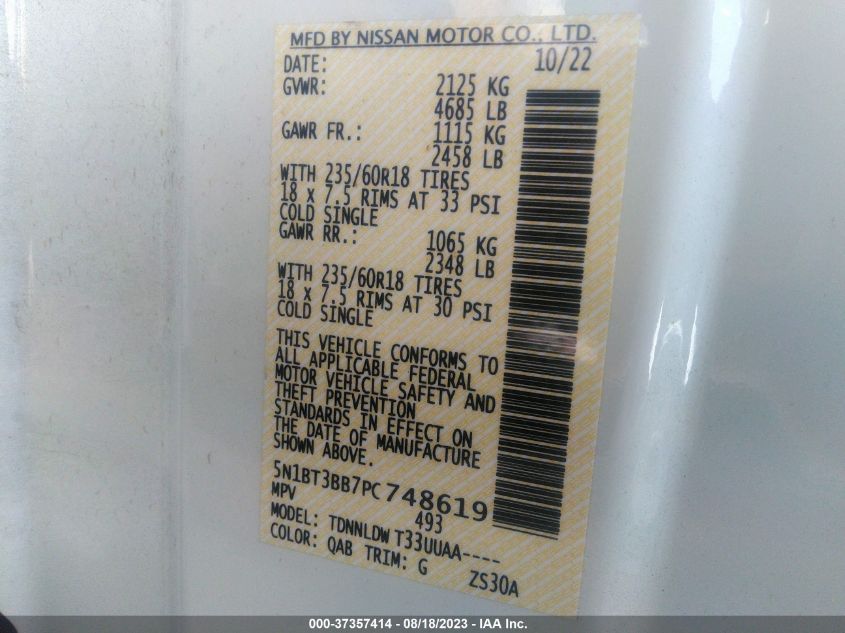 MFD BY NISSAN MOTOR CO., LTD.
DATE: 10/22
GVWR: 2125 KG
4685 LB
GAWR FR.: 1115 KG
2458 LB
WITH 235/60R18 TIRES
18 x 7.5 RIMS AT 33 PSI
COLD SINGLE
GAWR RR.: 1065 KG
2348 LB
WITH 235/60R18 TIRES
18 x 7.5 RIMS AT 30 PSI
COLD SINGLE
THIS VEHICLE CONFORMS TO
ALL APPLICABLE FEDERAL
MOTOR VEHICLE SAFETY AND
THEFT PREVENTION
STANDARDS IN EFFECT ON
THE DATE OF MANUFACTURE
SHOWN ABOVE.
5N1BT3BB7PC748619
MPV 493
MODEL: TDNNLDW T33UUAA----
COLOR: QAB TRIM: G ZS30A
000-37357414 - 08/18/2023 - IAA Inc.